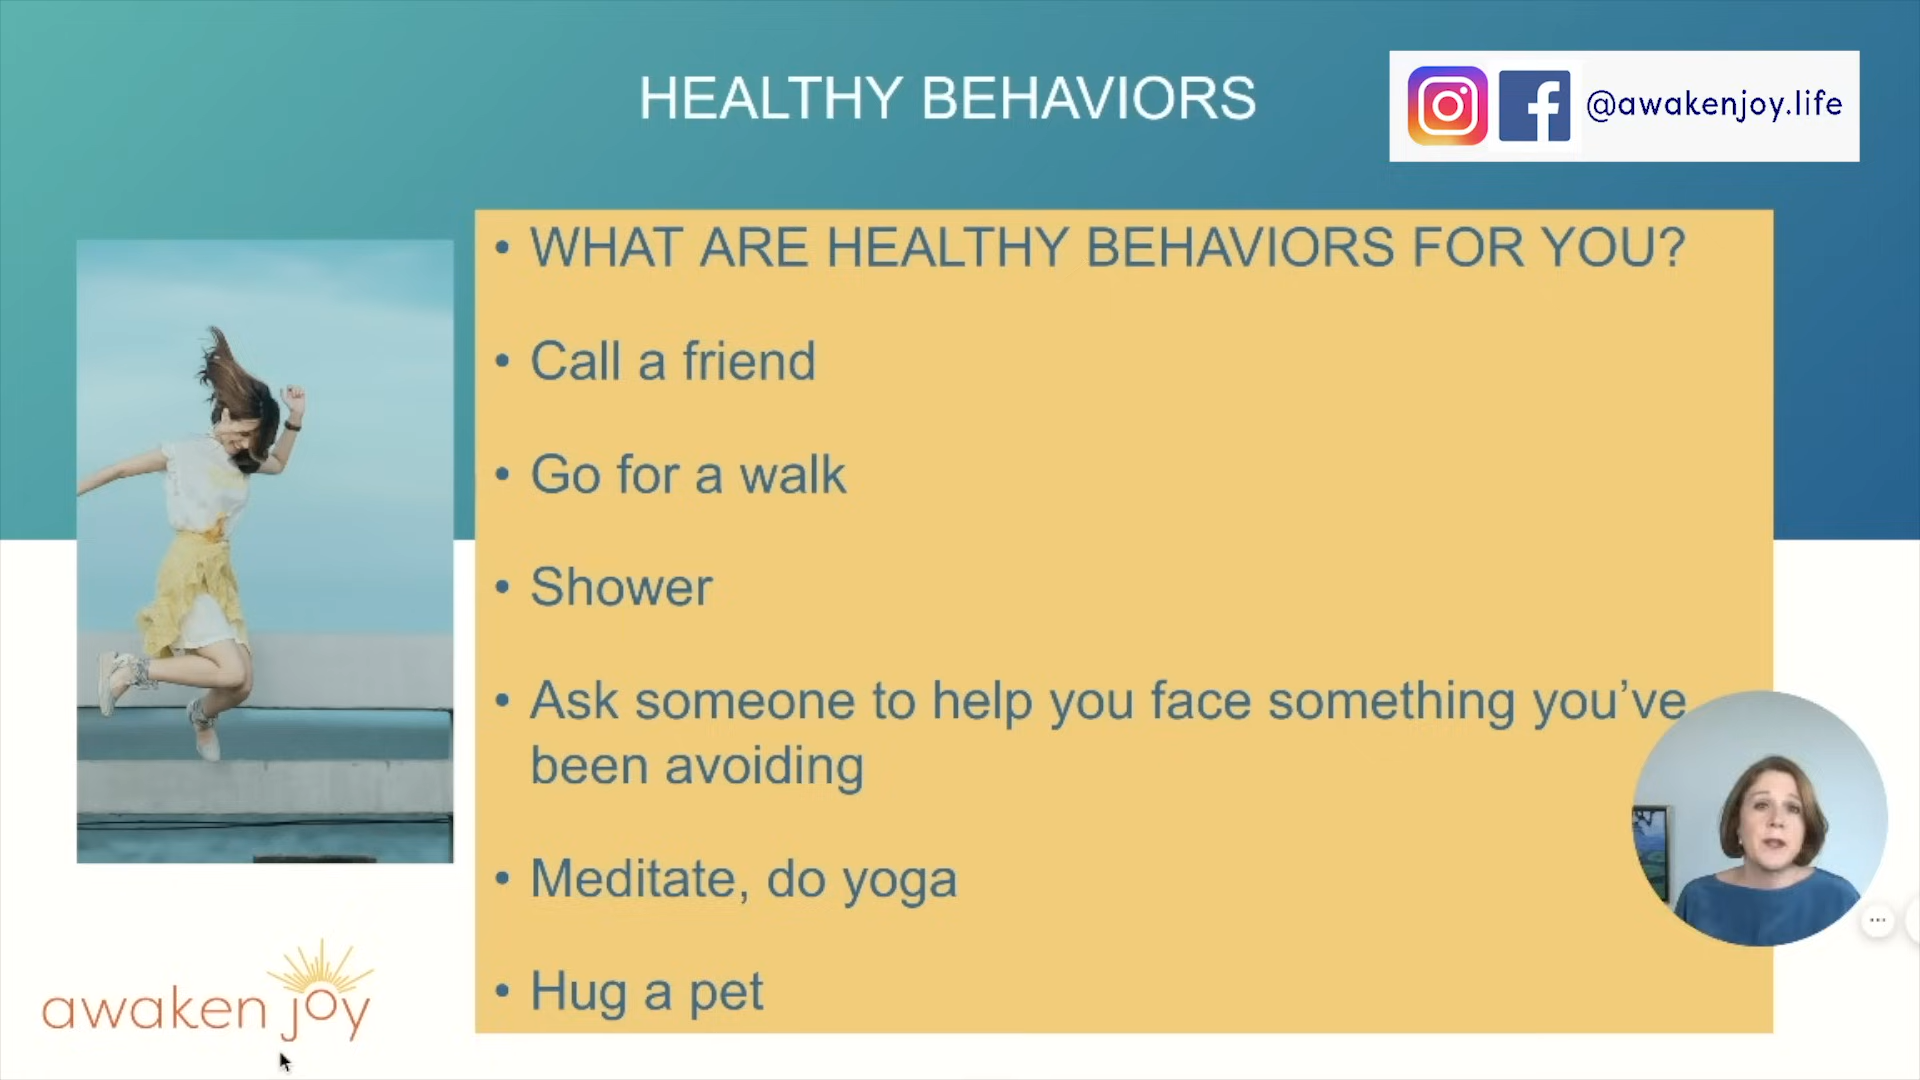 HEALTHY BEHAVIORS
@awakenjoy.life
• WHAT ARE HEALTHY BEHAVIORS FOR YOU?
• Call a friend
• Go for a walk
• Shower
• Ask someone to help you face something you’ve
been avoiding
• Meditate, do yoga
• Hug a pet
awaken joy